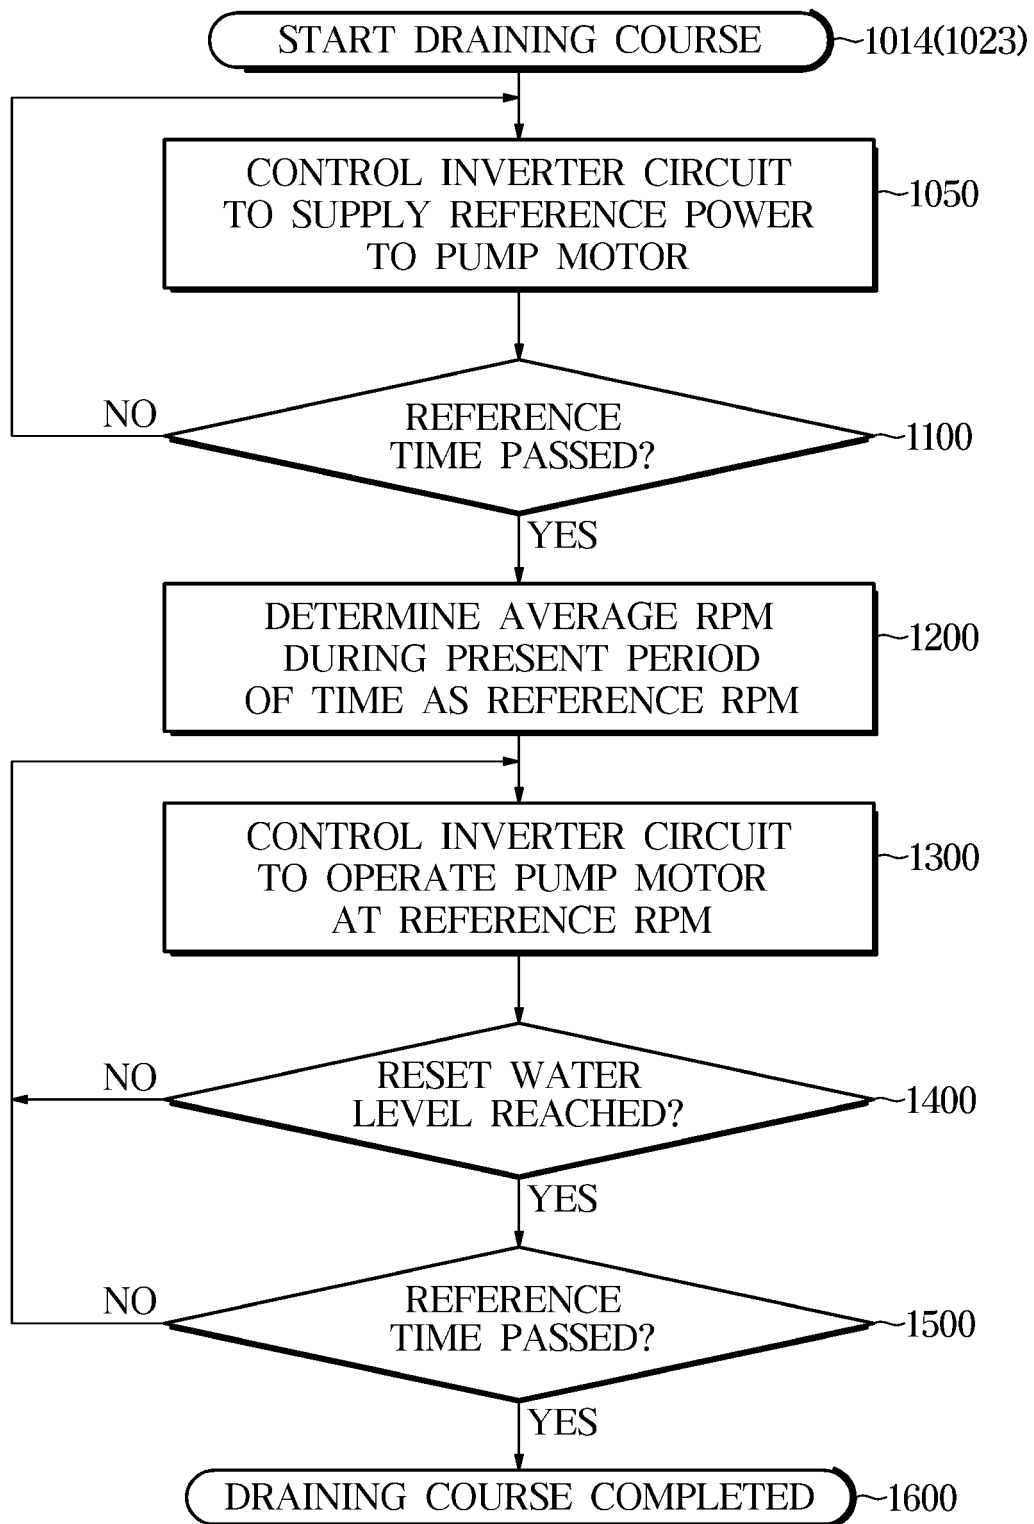 START DRAINING COURSE
1014(1023)
CONTROL INVERTER CIRCUIT
TO SUPPLY REFERENCE POWER
TO PUMP MOTOR
1050
REFERENCE
TIME PASSED?
NO
1100
YES
DETERMINE AVERAGE RPM
DURING PRESENT PERIOD
OF TIME AS REFERENCE RPM
1200
CONTROL INVERTER CIRCUIT
TO OPERATE PUMP MOTOR
AT REFERENCE RPM
1300
RESET WATER
LEVEL REACHED?
NO
1400
YES
REFERENCE
TIME PASSED?
NO
1500
YES
DRAINING COURSE COMPLETED
1600